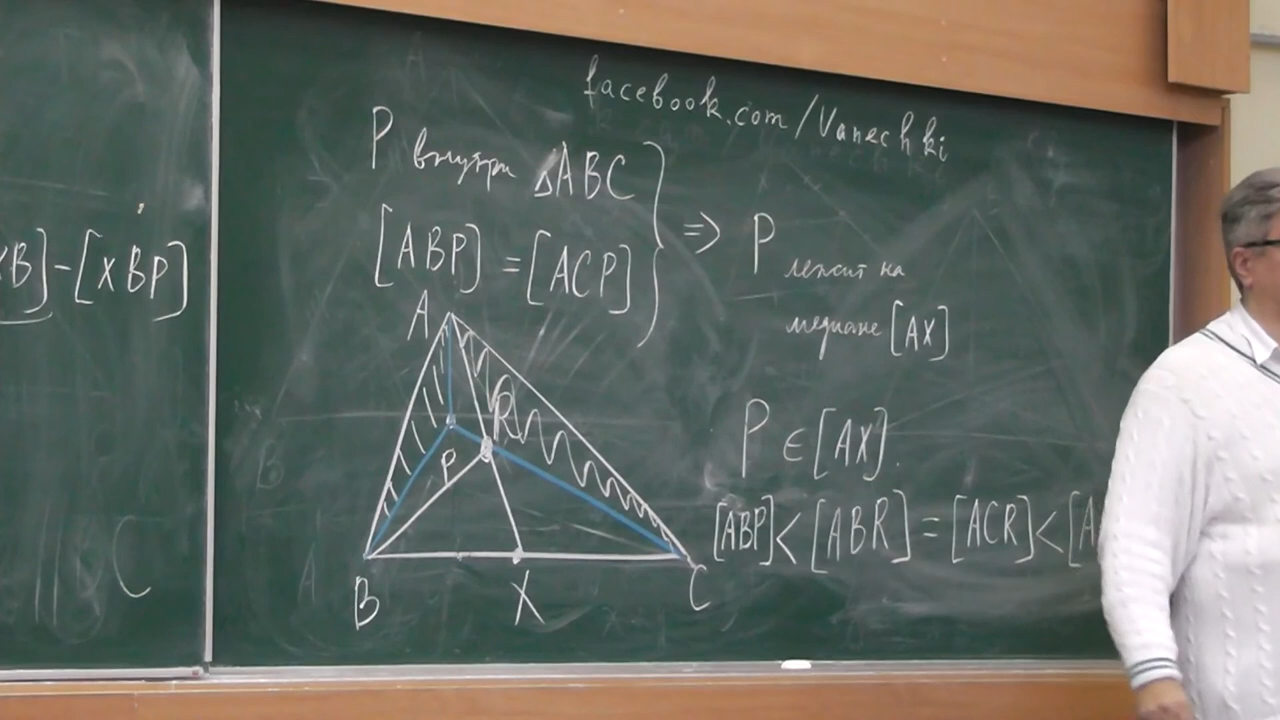 facebook.com/Vanechki
P внутри △ABC
[ABP] = [ACP]
⇒ P лежит на
медиане [AX]
B] - [XBP]
A
R
P ∈ [AX].
P
[ABP] < [ABR] = [ACR] < [A
B
X
C
C